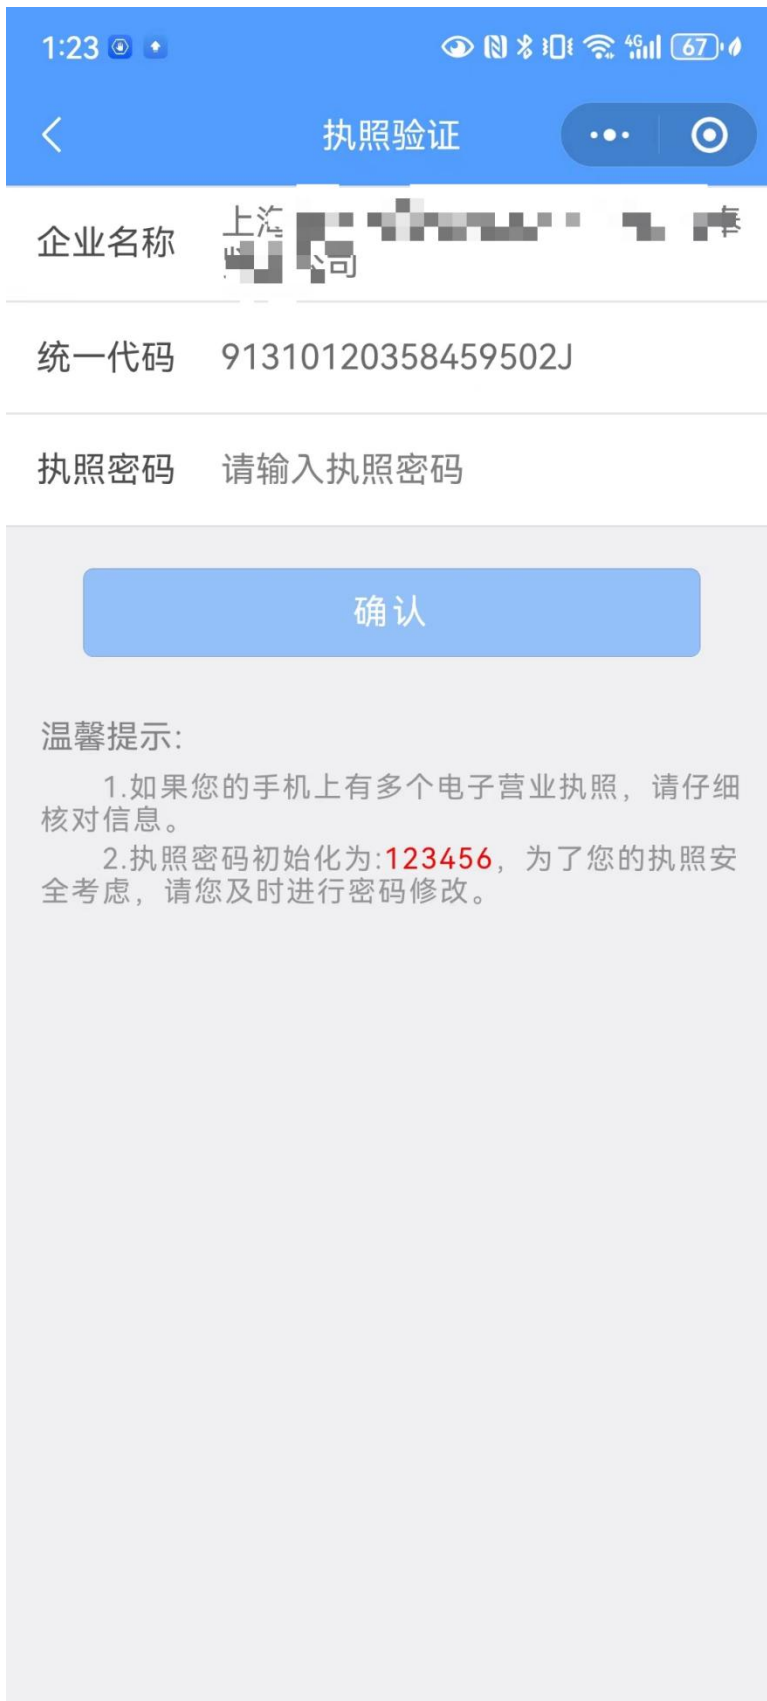 1:23
4G 67
执照验证
企业名称 上海
公司
统一代码 91310120358459502J
执照密码 请输入执照密码
确认
温馨提示:
1.如果您的手机上有多个电子营业执照，请仔细
核对信息。
2.执照密码初始化为:123456，为了您的执照安
全考虑，请您及时进行密码修改。